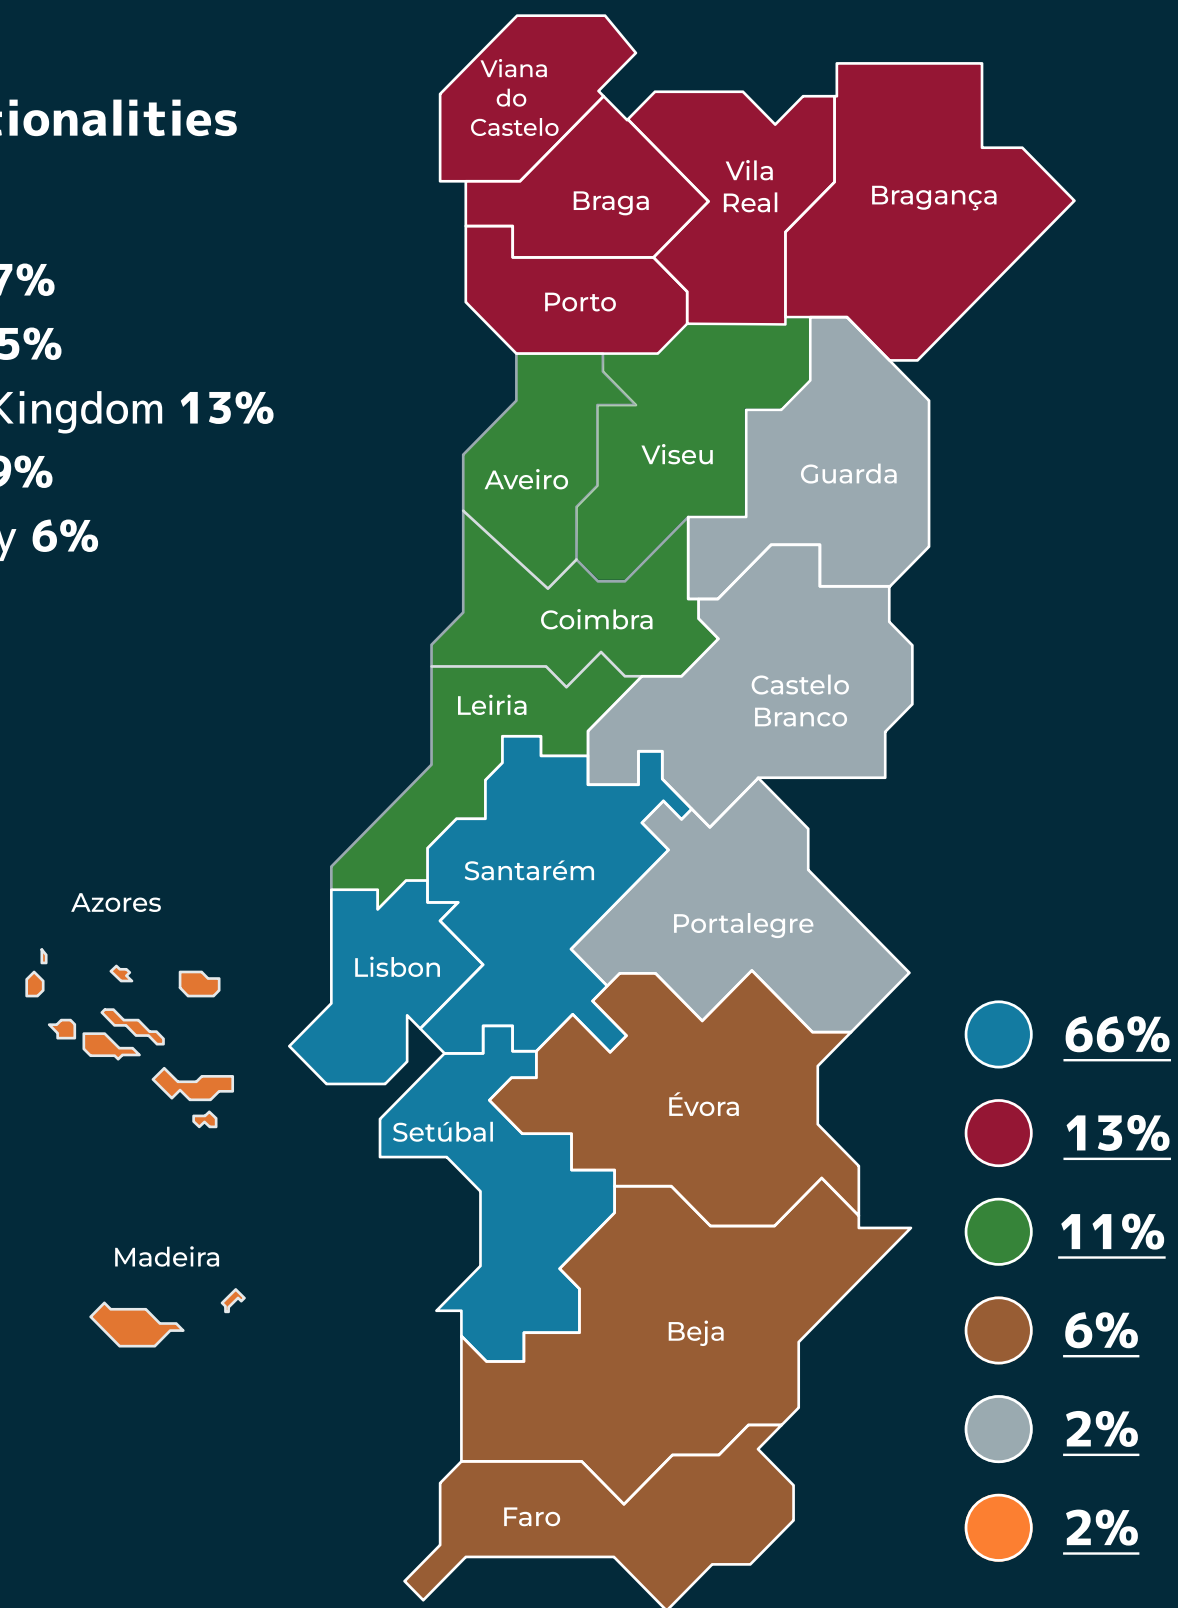 tionalities
7%
5%
Kingdom 13%
9%
y 6%
Viana
do
Castelo
Braga
Vila
Real
Bragança
Porto
Aveiro
Viseu
Guarda
Coimbra
Castelo
Branco
Leiria
Santarém
Azores
Portalegre
Lisbon
Évora
Setúbal
Madeira
Beja
Faro
66%
13%
11%
6%
2%
2%